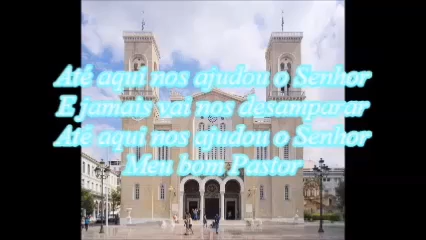 Até aqui nos ajudou o Senhor
E jamais vai nos desamparar
Até aqui nos ajudou o Senhor
Meu bom Pastor